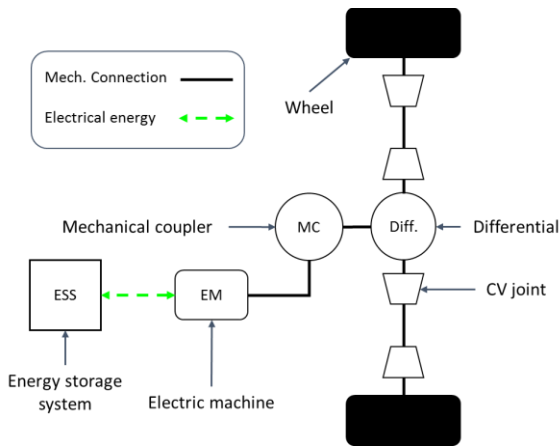 Mech. Connection
Electrical energy
Wheel
Mechanical coupler
MC
Diff.
Differential
ESS
EM
CV joint
Energy storage
system
Electric machine